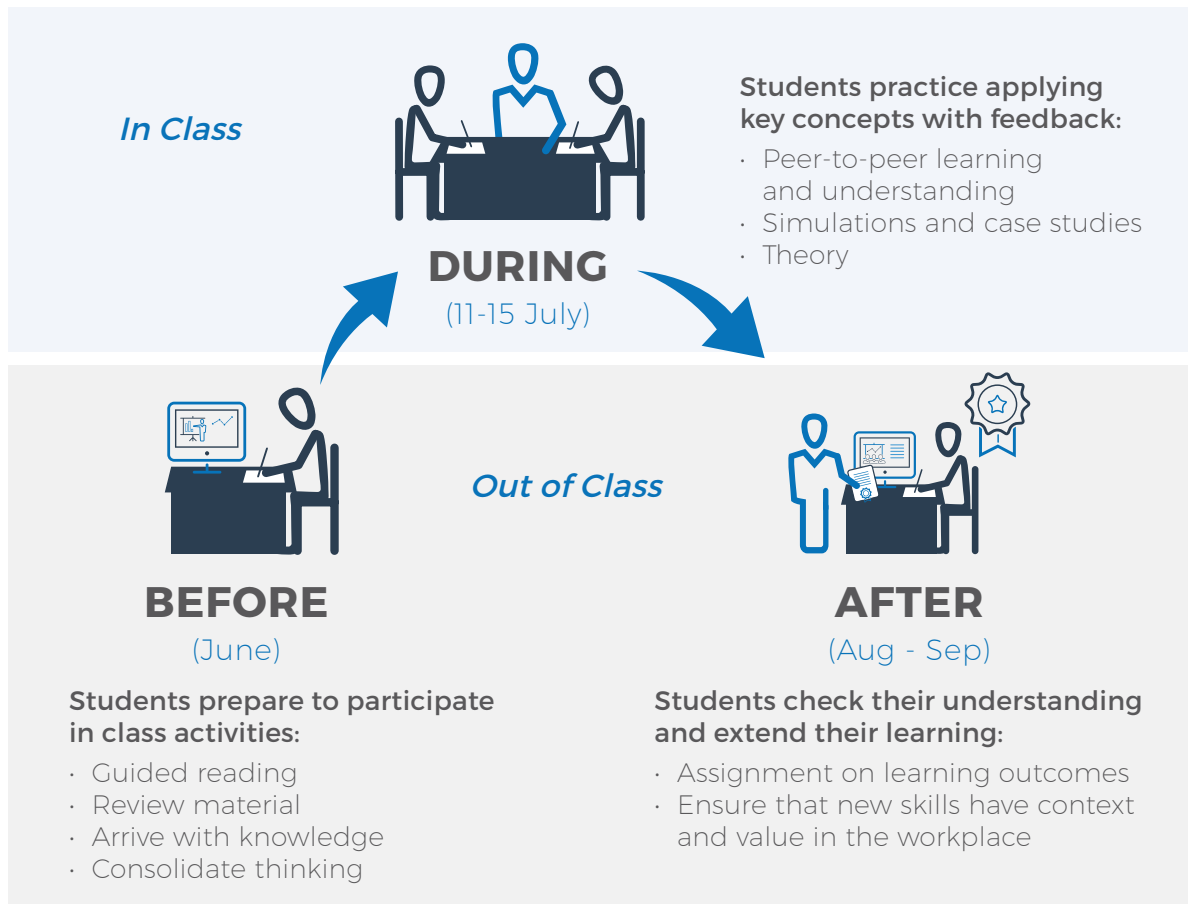 In Class
Students practice applying
key concepts with feedback:
· Peer-to-peer learning
and understanding
· Simulations and case studies
· Theory
DURING
(11-15 July)
Out of Class
BEFORE
(June)
Students prepare to participate
in class activities:
· Guided reading
· Review material
· Arrive with knowledge
· Consolidate thinking
AFTER
(Aug - Sep)
Students check their understanding
and extend their learning:
· Assignment on learning outcomes
· Ensure that new skills have context
and value in the workplace